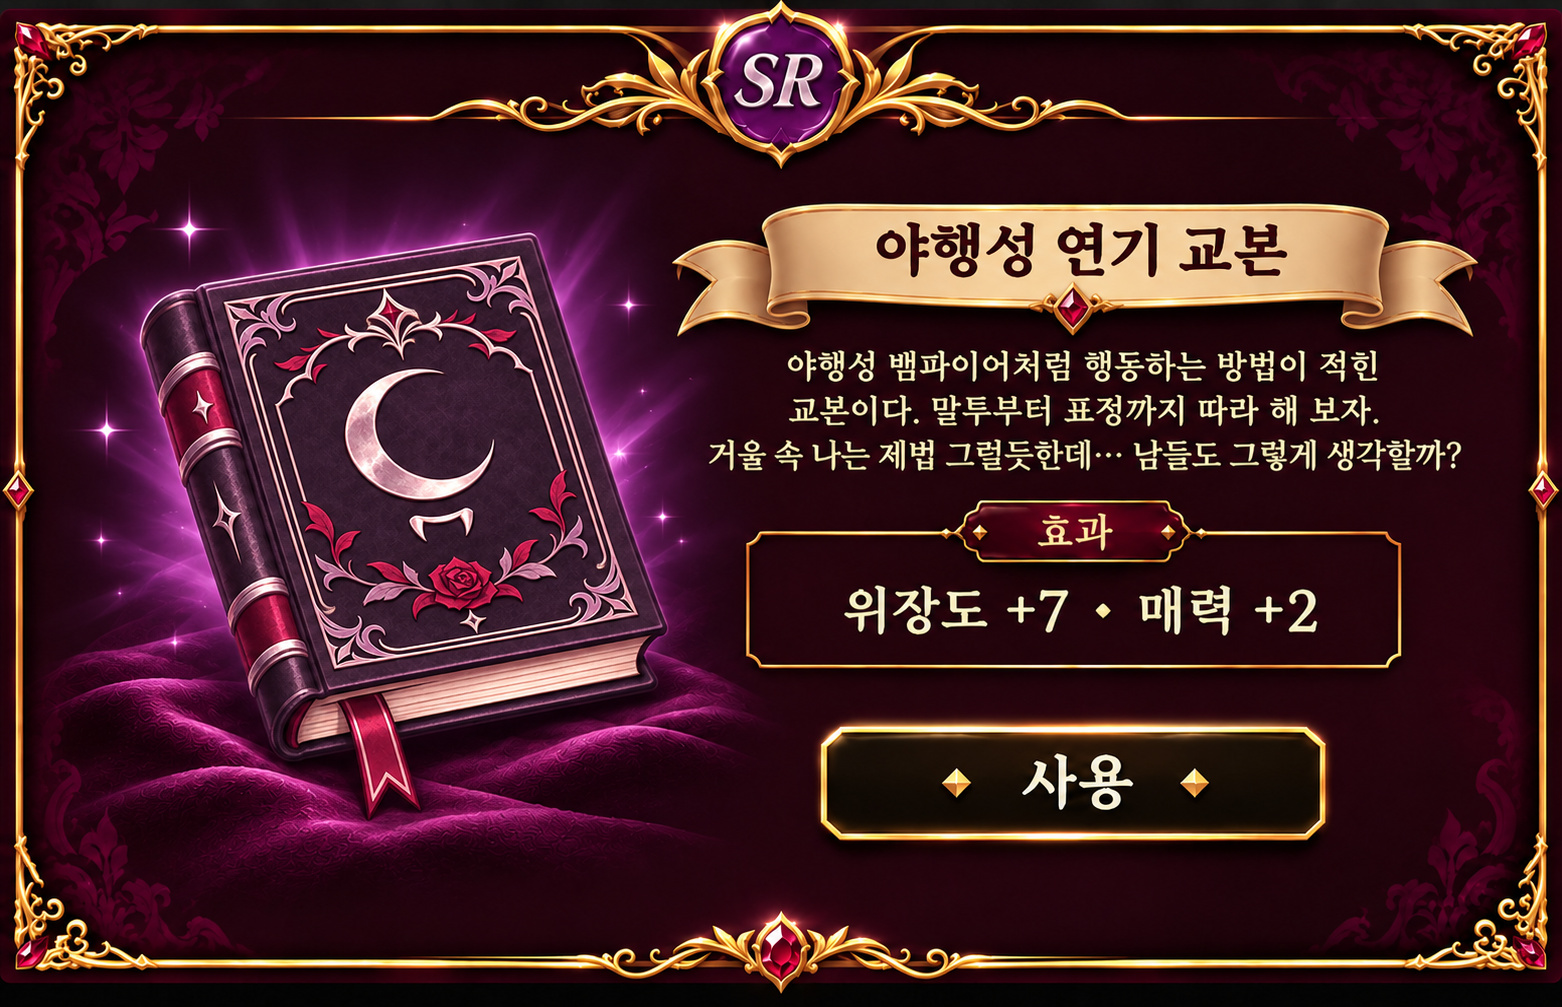 SR
야행성 연기 교본
야행성 뱀파이어처럼 행동하는 방법이 적힌
교본이다. 말투부터 표정까지 따라 해 보자.
거울 속 나는 제법 그럴듯한데… 남들도 그렇게 생각할까?
효과
위장도 +7 • 매력 +2
사용